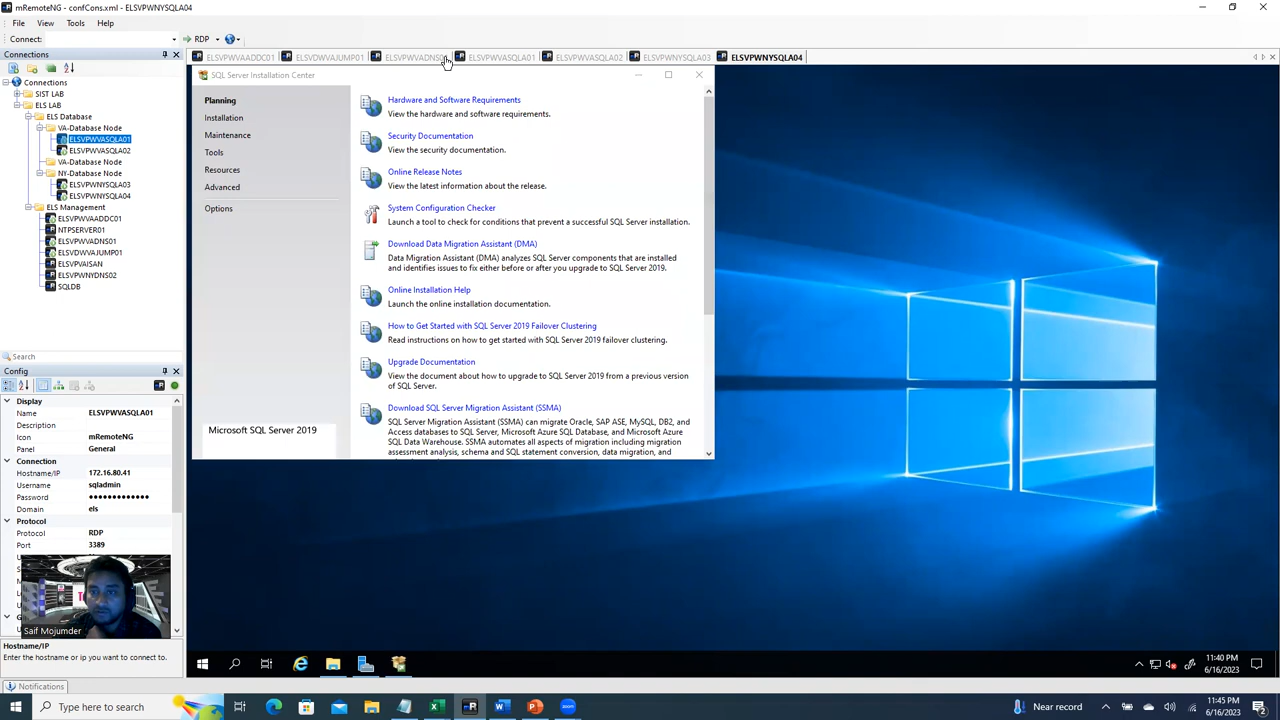 mRemoteNG - confCons.xml - ELSVPWNYSQLA04
File View Tools Help
Connect: RDP
Connections
Connections
SIST LAB
ELS LAB
ELS Database
VA-Database Node
ELSVPWVASQLA01
ELSVPWVASQLA02
VA-Database Node
NY-Database Node
ELSVPWNYSQLA03
ELSVPWNYSQLA04
ELS Management
ELSVPWVAADDC01
NTPSERVER01
ELSVPWVADNS01
ELSVDWVAJUMP01
ELSVPVAISAN
ELSVPWNYDNS02
SQLDB
Search
Config
Display
Name ELSVPWVASQLA01
Description
Icon mRemoteNG
Panel General
Connection
Hostname/IP 172.16.80.41
Username sqladmin
Password ••••••••••••
Domain els
Protocol
Protocol RDP
Port 3389
Saif Mojumder
Hostname/IP
Enter the hostname or ip you want to connect to.
Notifications
ELSVPWVAADDC01 ELSVDWVAJUMP01 ELSVPWVADNS ELSVPWVASQLA01 ELSVPWVASQLA02 ELSVPWNYSQLA03 ELSVPWNYSQLA04
SQL Server Installation Center
Planning
Installation
Maintenance
Tools
Resources
Advanced
Options
Microsoft SQL Server 2019
Hardware and Software Requirements
View the hardware and software requirements.
Security Documentation
View the security documentation.
Online Release Notes
View the latest information about the release.
System Configuration Checker
Launch a tool to check for conditions that prevent a successful SQL Server installation.
Download Data Migration Assistant (DMA)
Data Migration Assistant (DMA) analyzes SQL Server components that are installed
and identifies issues to fix either before or after you upgrade to SQL Server 2019.
Online Installation Help
Launch the online installation documentation.
How to Get Started with SQL Server 2019 Failover Clustering
Read instructions on how to get started with SQL Server 2019 failover clustering.
Upgrade Documentation
View the document about how to upgrade to SQL Server 2019 from a previous version
of SQL Server.
Download SQL Server Migration Assistant (SSMA)
SQL Server Migration Assistant (SSMA) can migrate Oracle, SAP ASE, MySQL, DB2, and
Access databases to SQL Server, Microsoft Azure SQL Database, and Microsoft Azure
SQL Data Warehouse. SSMA automates all aspects of migration including migration
assessment analysis, schema and SQL statement conversion, data migration, and
11:40 PM
6/16/2023
Type here to search
Near record
11:45 PM
6/16/2023
2